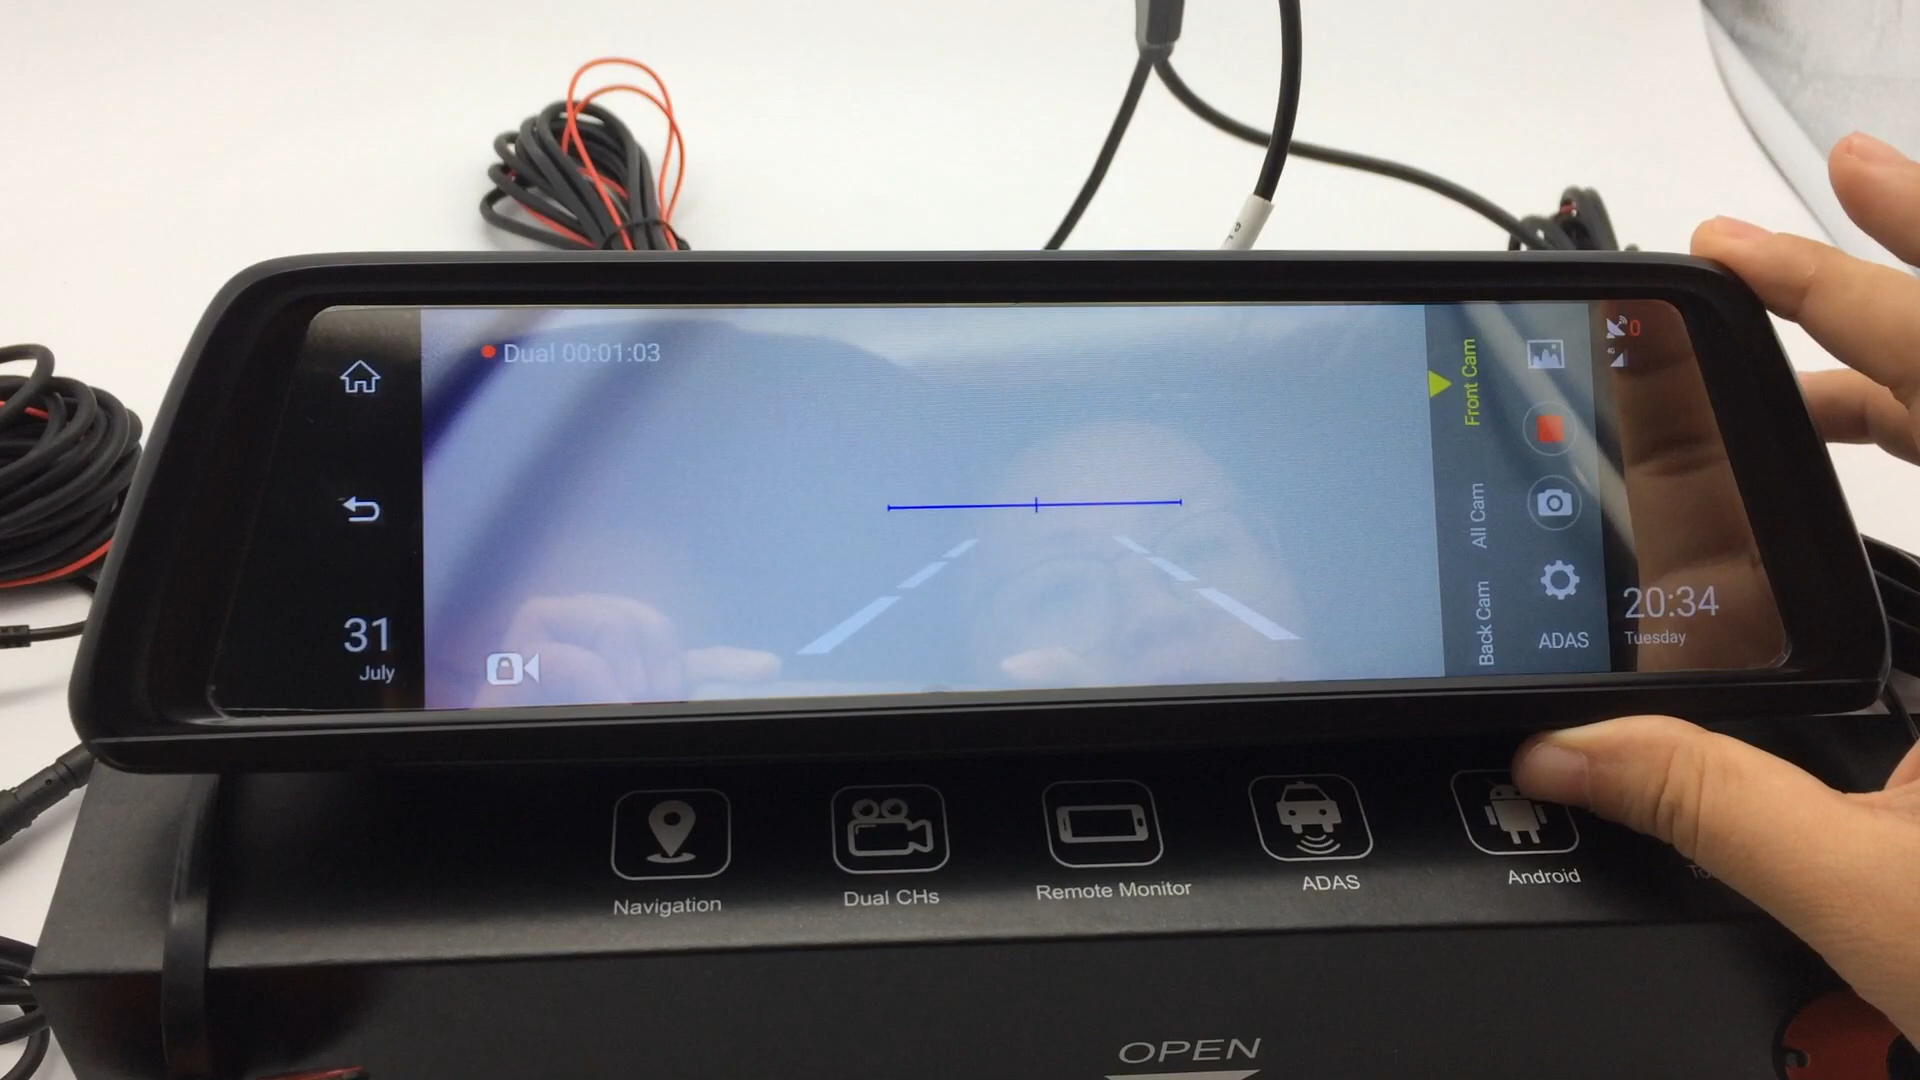 Dual 00:01:03
Front Cam
All Cam
Back Cam
0
31
July
ADAS
20:34
Tuesday
Navigation
Dual CHs
Remote Monitor
ADAS
Android
OPEN